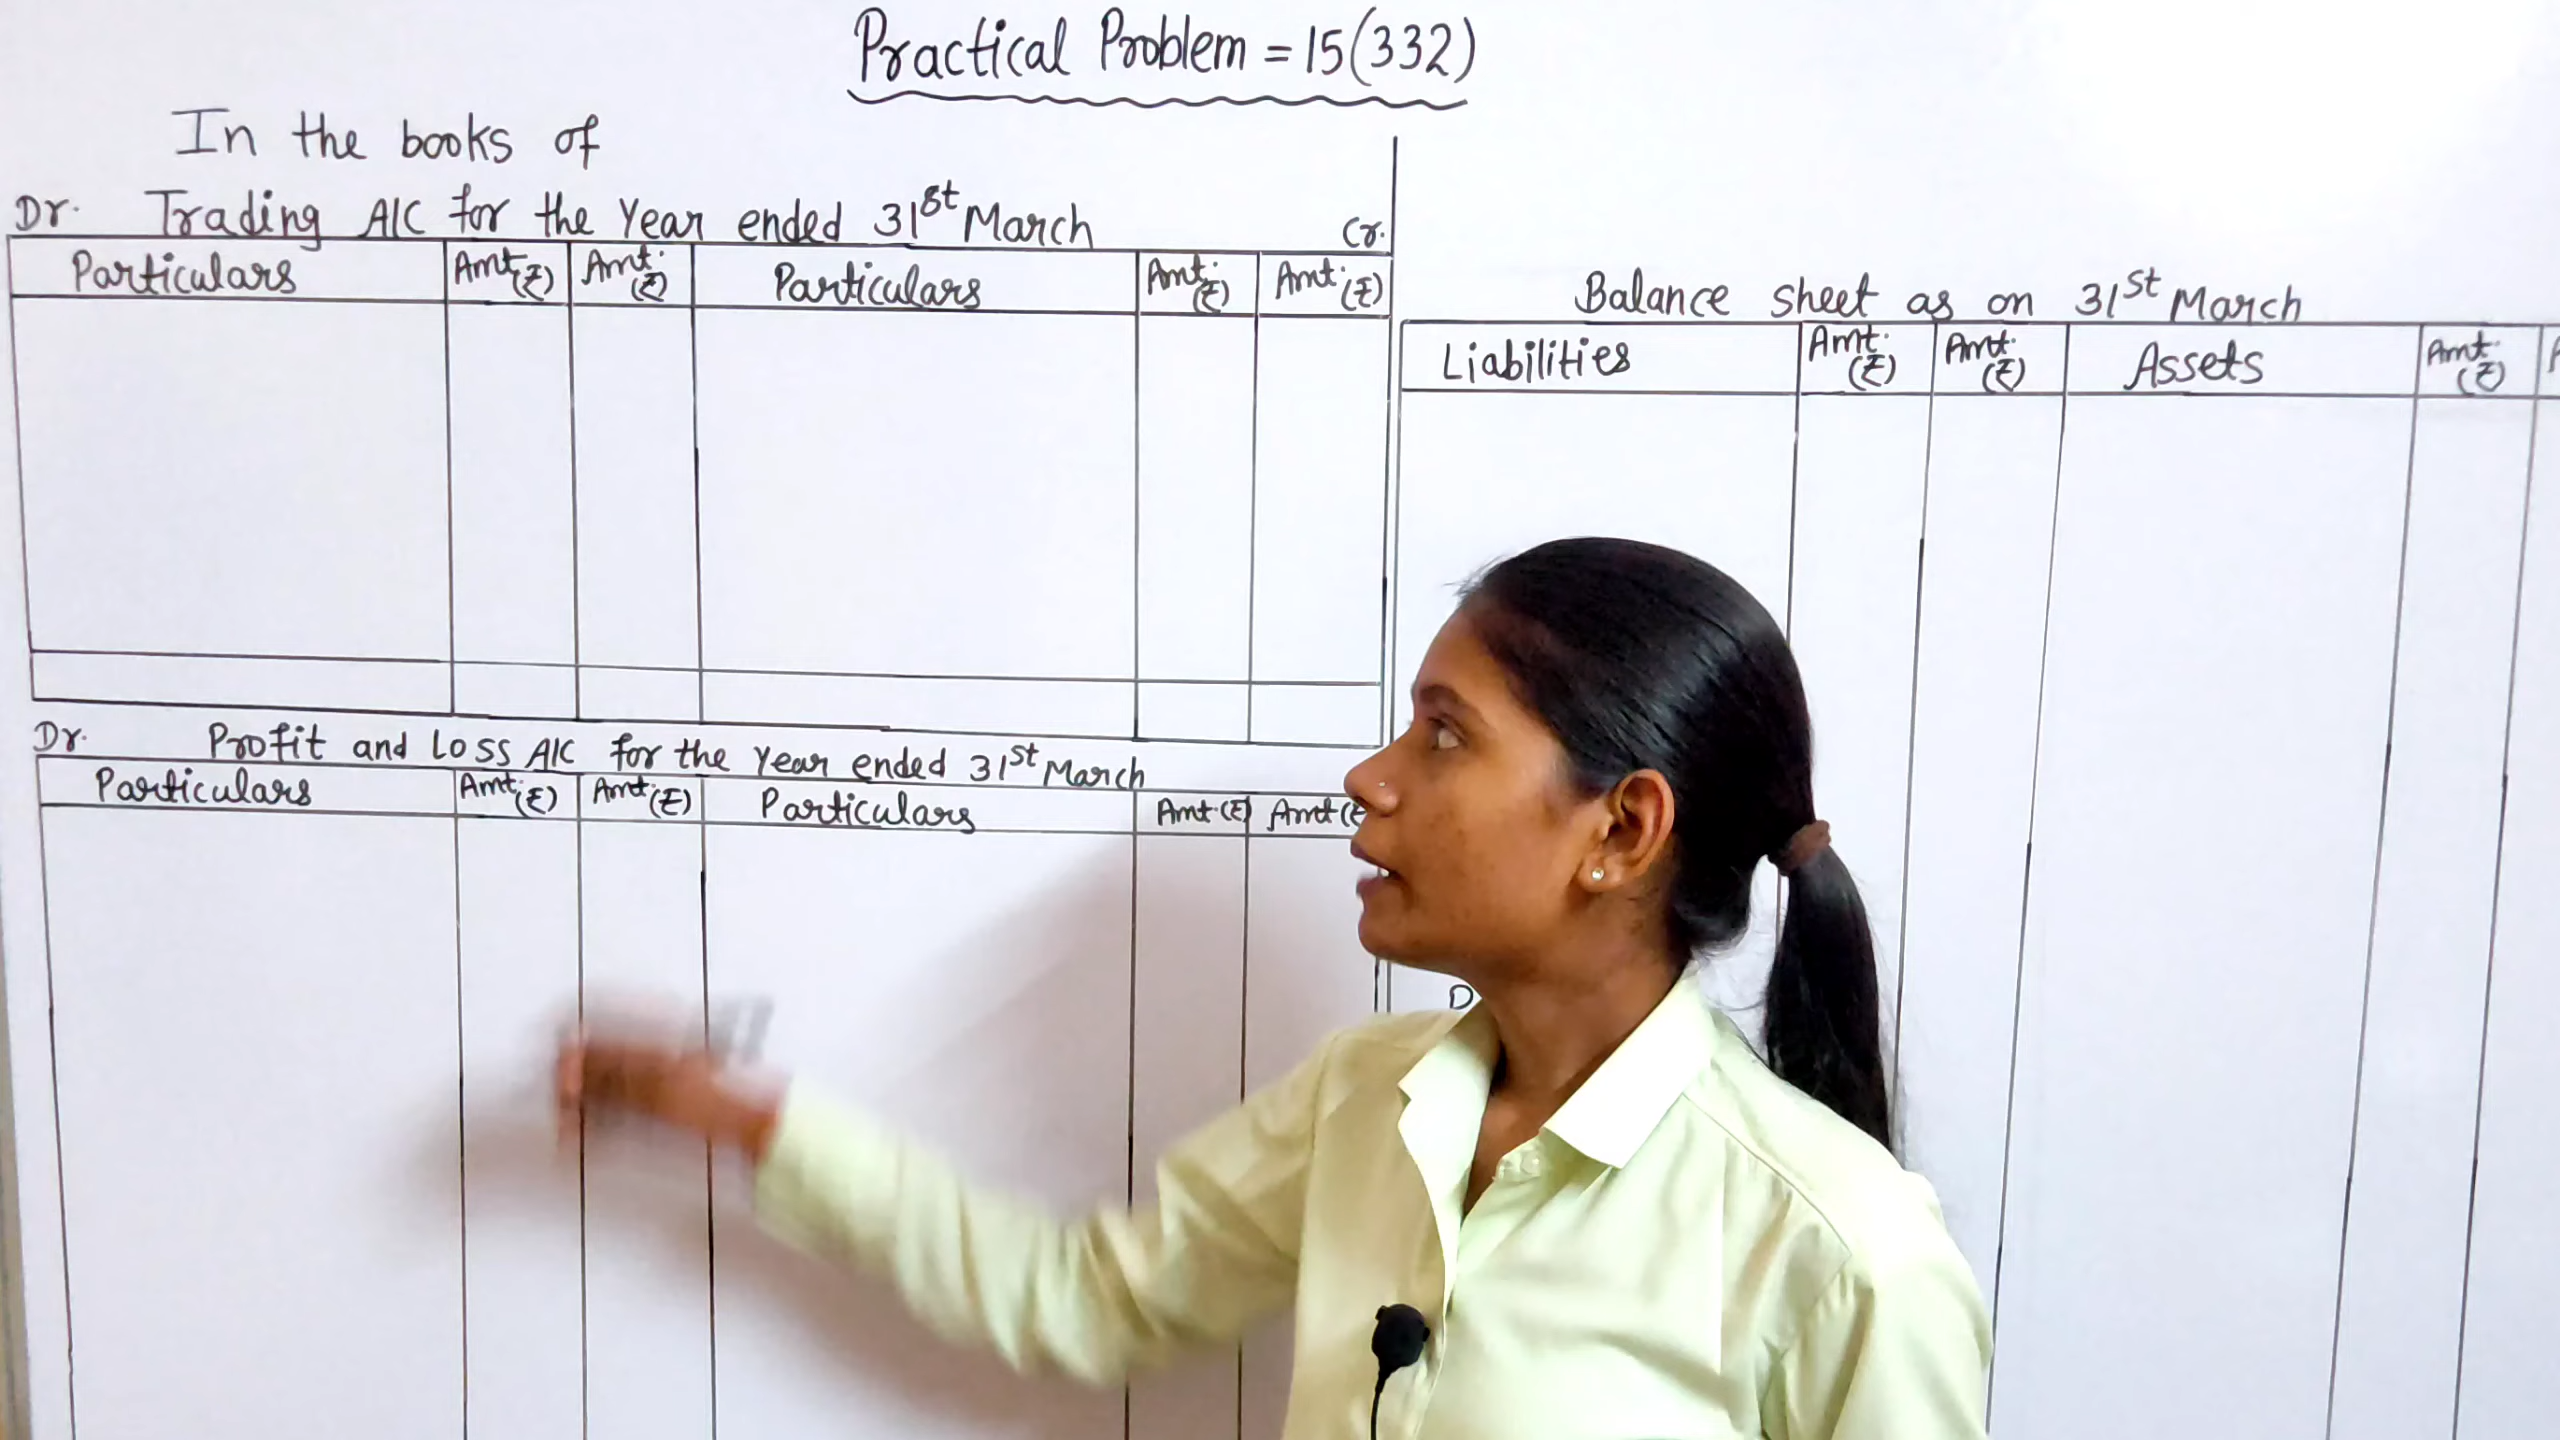 Practical Problem = 15(332)
In the books of
Dr. Trading A/C for the Year ended 31st March Cr.
Particulars Amt.(₹) Amt.(₹) Particulars Amt.(₹) Amt.(₹)
Dr. Profit and Loss A/C for the Year ended 31st March
Particulars Amt.(₹) Amt.(₹) Particulars Amt.(₹) Amt.(₹
Balance sheet as on 31st March
Liabilities Amt.(₹) Amt.(₹) Assets Amt.(₹)
D